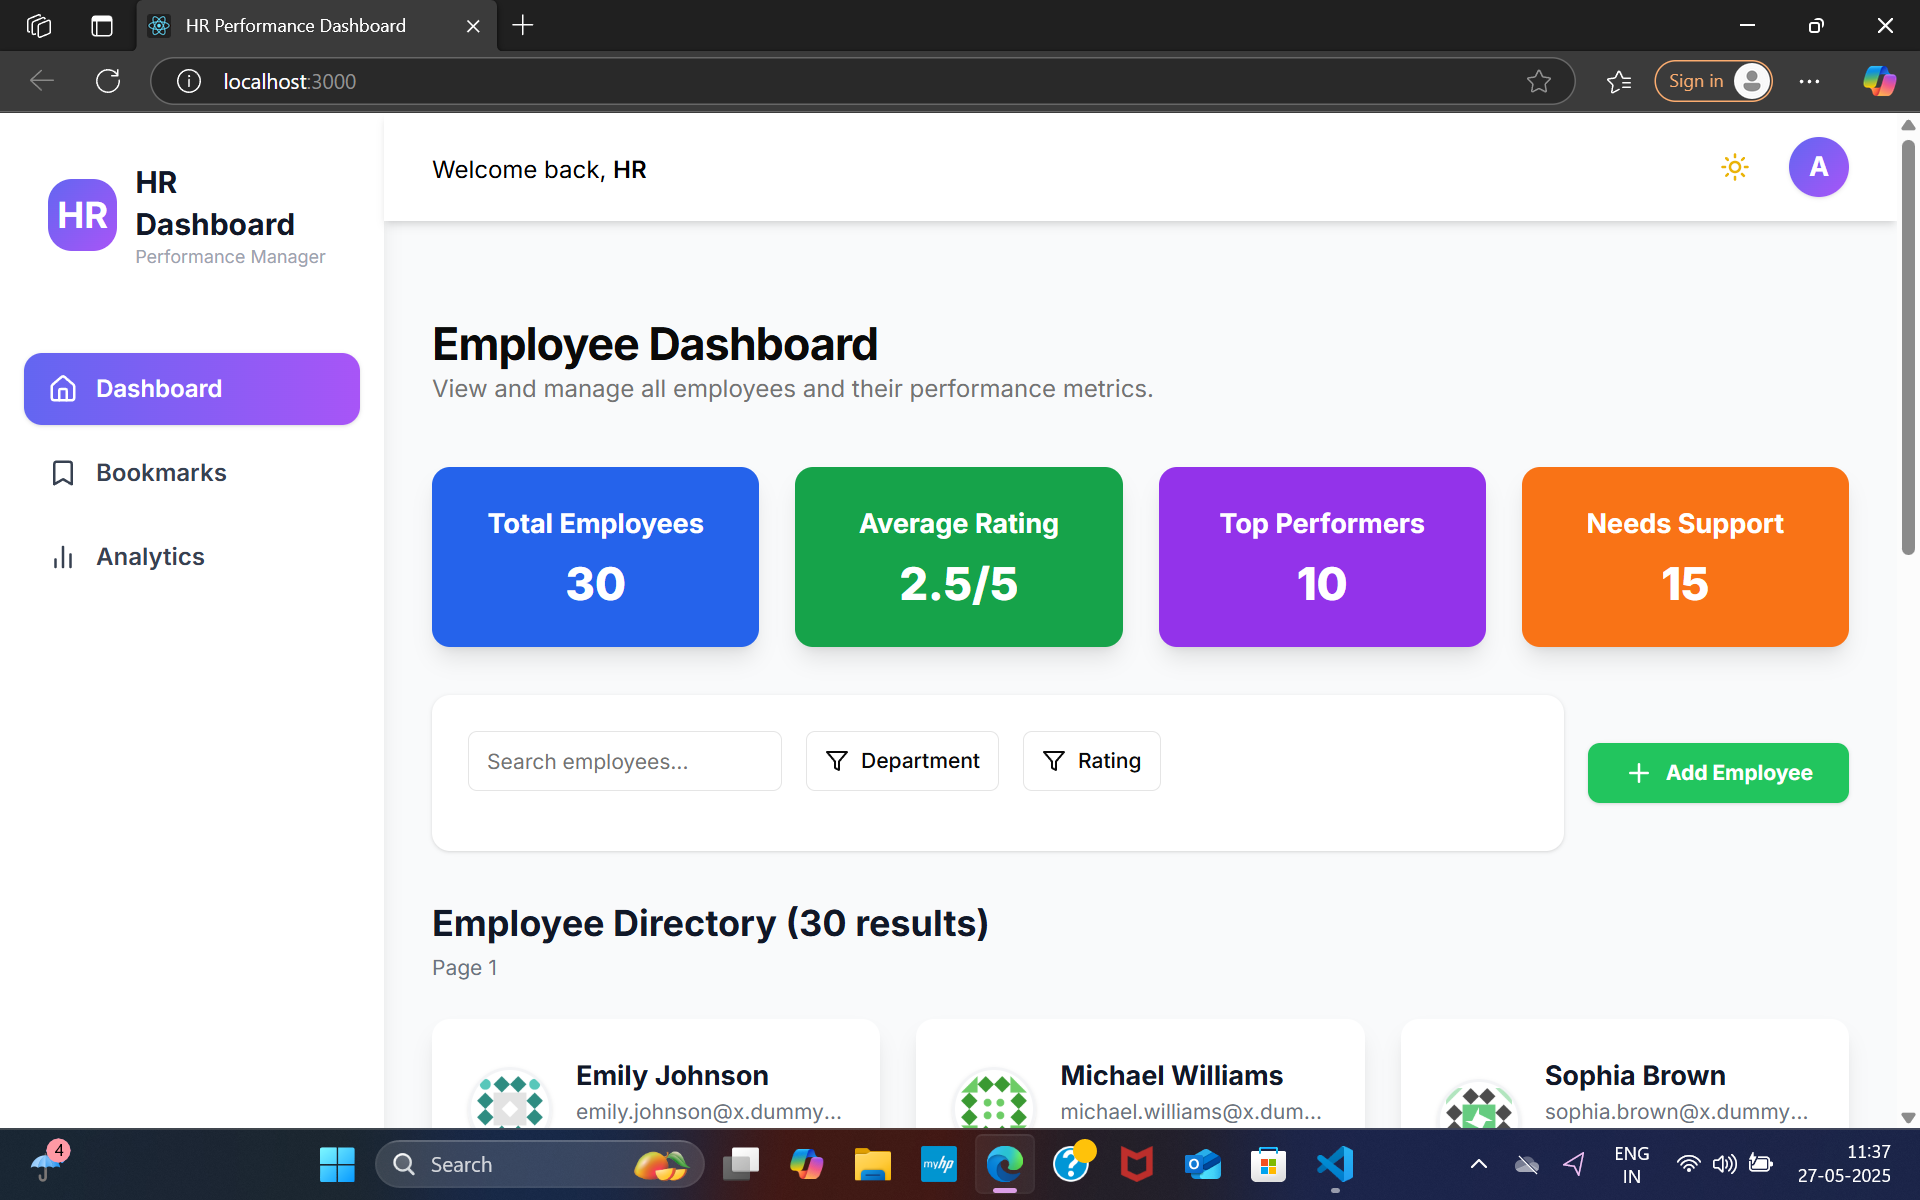 HR Performance Dashboard
localhost:3000
Sign in
HR
HR
Dashboard
Performance Manager
Dashboard
Bookmarks
Analytics
Welcome back, HR
A
Employee Dashboard
View and manage all employees and their performance metrics.
Total Employees
30
Average Rating
2.5/5
Top Performers
10
Needs Support
15
Search employees...
Department
Rating
Add Employee
Employee Directory (30 results)
Page 1
Emily Johnson
emily.johnson@x.dummy...
Michael Williams
michael.williams@x.dum...
Sophia Brown
sophia.brown@x.dummy...
4
Search
myhp
ENG
IN
11:37
27-05-2025